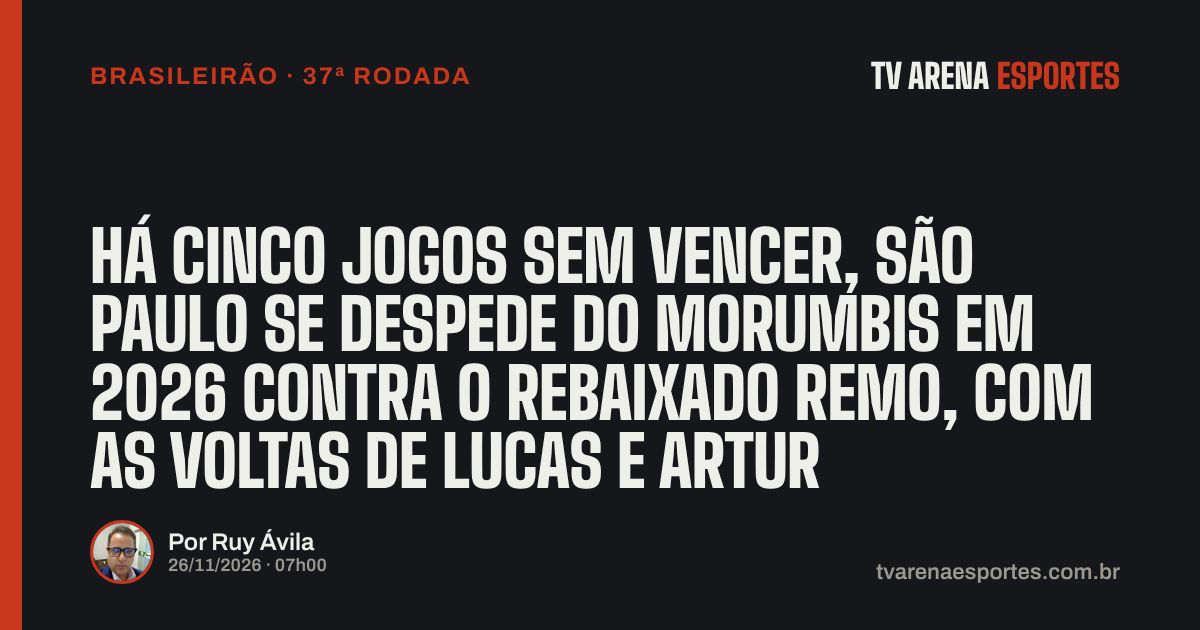 BRASILEIRÃO · 37ª RODADA
TV ARENA ESPORTES
HÁ CINCO JOGOS SEM VENCER, SÃO
PAULO SE DESPEDE DO MORUMBIS EM
2026 CONTRA O REBAIXADO REMO, COM
AS VOLTAS DE LUCAS E ARTUR
Por Ruy Ávila
26/11/2026 · 07h00
tvarenaesportes.com.br